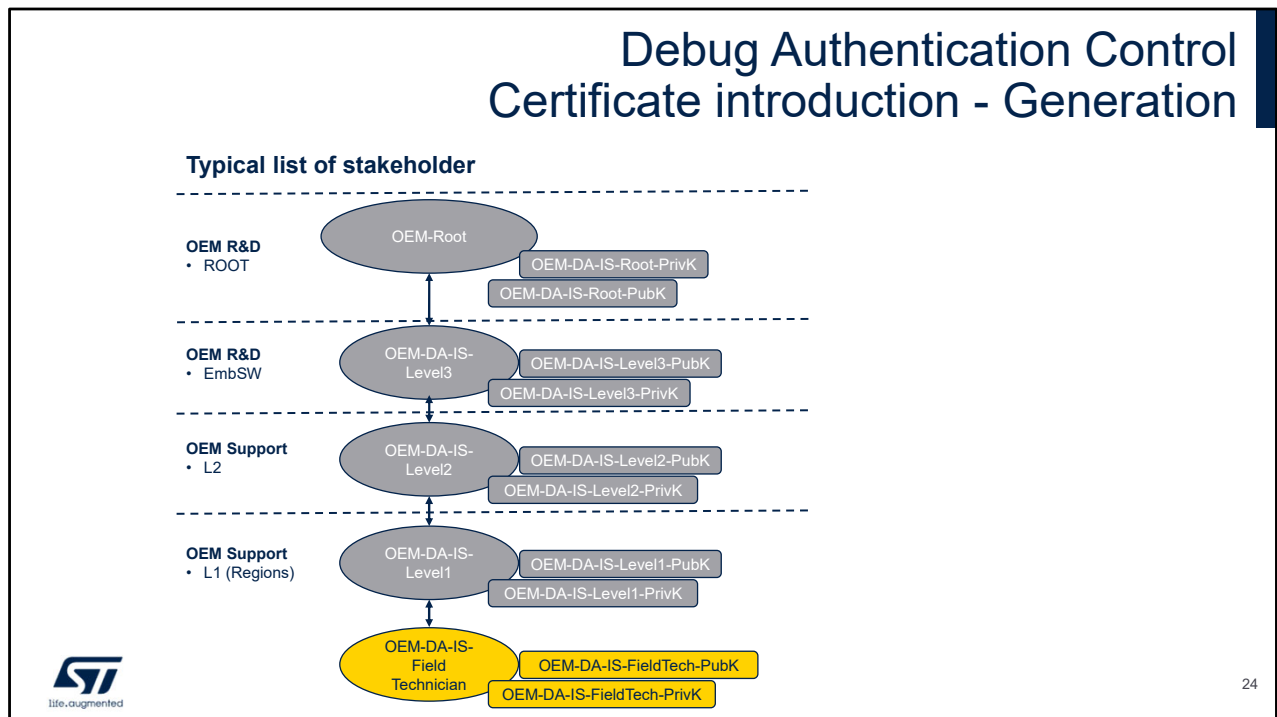 Debug Authentication Control
Certificate introduction - Generation
Typical list of stakeholder
OEM R&D
• ROOT
OEM-Root
OEM-DA-IS-Root-PrivK
OEM-DA-IS-Root-PubK
OEM R&D
• EmbSW
OEM-DA-IS-
Level3
OEM-DA-IS-Level3-PubK
OEM-DA-IS-Level3-PrivK
OEM Support
• L2
OEM-DA-IS-
Level2
OEM-DA-IS-Level2-PubK
OEM-DA-IS-Level2-PrivK
OEM Support
• L1 (Regions)
OEM-DA-IS-
Level1
OEM-DA-IS-Level1-PubK
OEM-DA-IS-Level1-PrivK
OEM-DA-IS-
Field
Technician
OEM-DA-IS-FieldTech-PubK
OEM-DA-IS-FieldTech-PrivK
ST
life.augmented
24